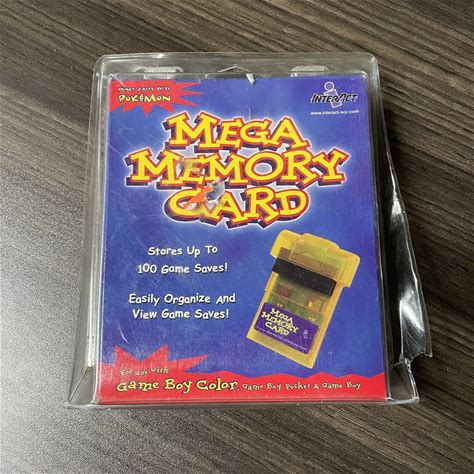 Works Great With
POKéMON
INTERACT
www.interact-acc.com
MEGA
MEMORY
CARD
Stores Up To
100 Game Saves!
Easily Organize And
View Game Saves!
MEGA
MEMORY
CARD
For use with
Game Boy Color, Game Boy Pocket & Game Boy